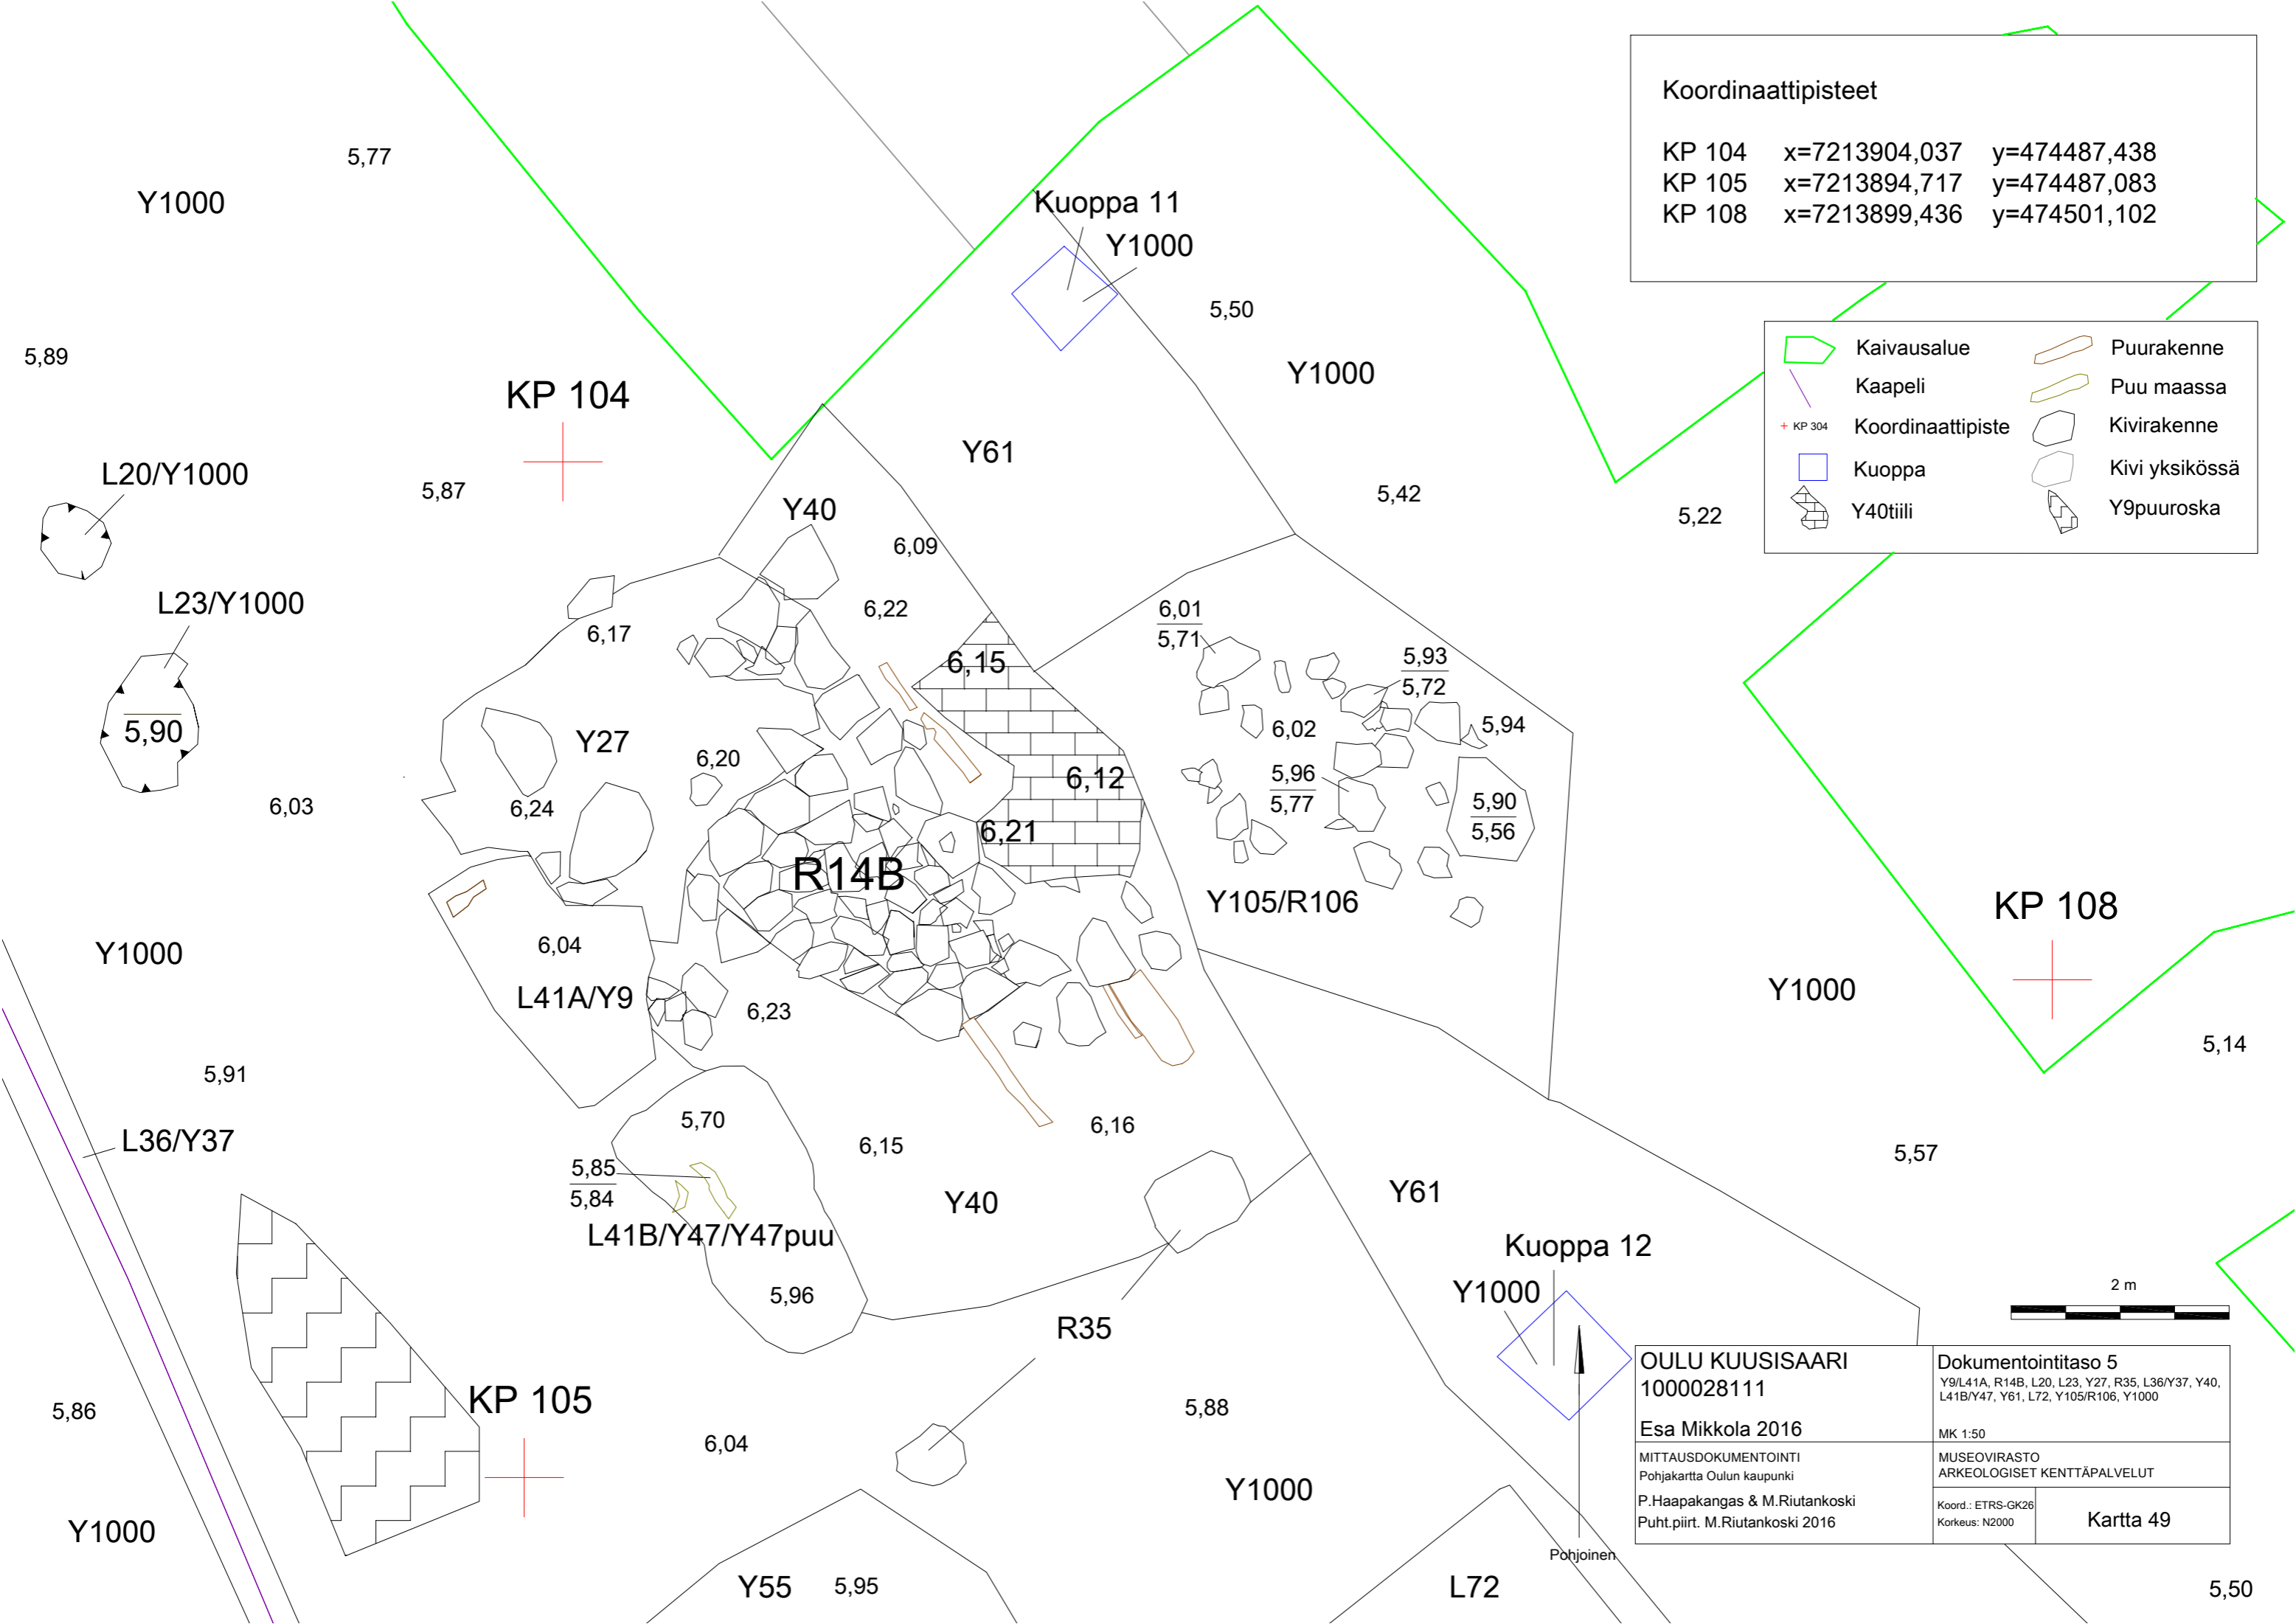 Koordinaattipisteet
KP 104 x=7213904,037 y=474487,438
KP 105 x=7213894,717 y=474487,083
KP 108 x=7213899,436 y=474501,102
Kaivausalue
Puurakenne
Kaapeli
Puu maassa
KP 304
Koordinaattipiste
Kivirakenne
Kuoppa
Kivi yksikössä
Y40tiili
Y9puuroska
5,77
Y1000
Kuoppa 11
Y1000
5,50
5,89
Y1000
KP 104
Y61
L20/Y1000
5,87
5,42
Y40
5,22
6,09
L23/Y1000
6,22
6,01
5,71
6,17
6,15
5,93
5,72
5,90
Y27
6,02
5,94
6,20
5,96
5,77
6,12
6,03
6,24
5,90
5,56
6,21
R14B
Y105/R106
KP 108
6,04
Y1000
L41A/Y9
Y1000
6,23
5,14
5,91
5,70
6,16
L36/Y37
6,15
5,57
5,85
5,84
Y40
Y61
L41B/Y47/Y47puu
Kuoppa 12
5,96
Y1000
2 m
R35
KP 105
5,86
5,88
6,04
Y1000
Y1000
Y55
5,95
L72
Pohjoinen
5,50
OULU KUUSISAARI
1000028111
Esa Mikkola 2016
Dokumentointitaso 5
Y9/L41A, R14B, L20, L23, Y27, R35, L36/Y37, Y40,
L41B/Y47, Y61, L72, Y105/R106, Y1000
MK 1:50
MITTAUSDOKUMENTOINTI
Pohjakartta Oulun kaupunki
P.Haapakangas & M.Riutankoski
Puht.piirt. M.Riutankoski 2016
MUSEOVIRASTO
ARKEOLOGISET KENTTÄPALVELUT
Koord.: ETRS-GK26
Korkeus: N2000
Kartta 49